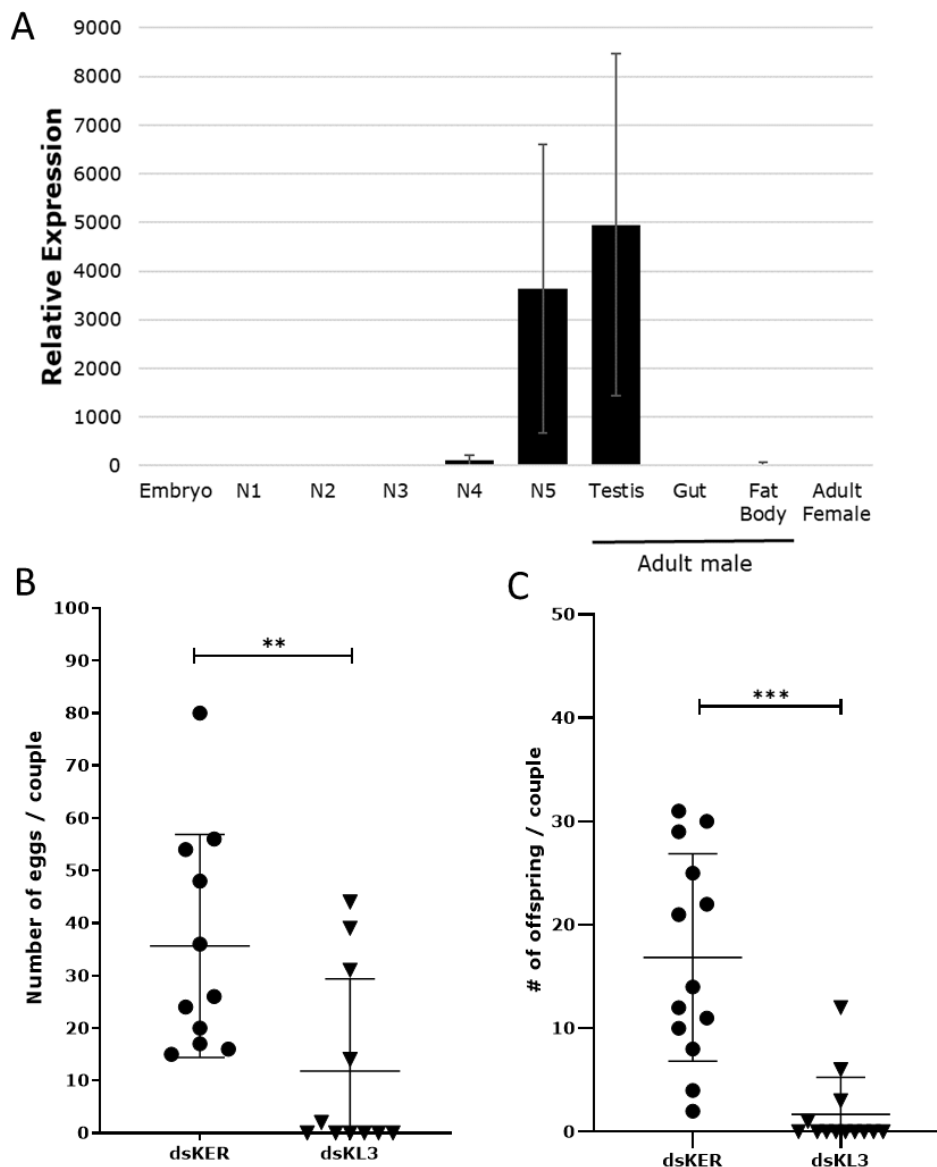 A
Relative Expression
9000
8000
7000
6000
5000
4000
3000
2000
1000
0
Embryo N1 N2 N3 N4 N5 Testis Gut Fat Body Adult Female
Adult male
B
Number of eggs / couple
100
90
80
70
60
50
40
30
20
10
0
**
dsKER dsKL3
C
# of offspring / couple
50
40
30
20
10
0
***
dsKER dsKL3